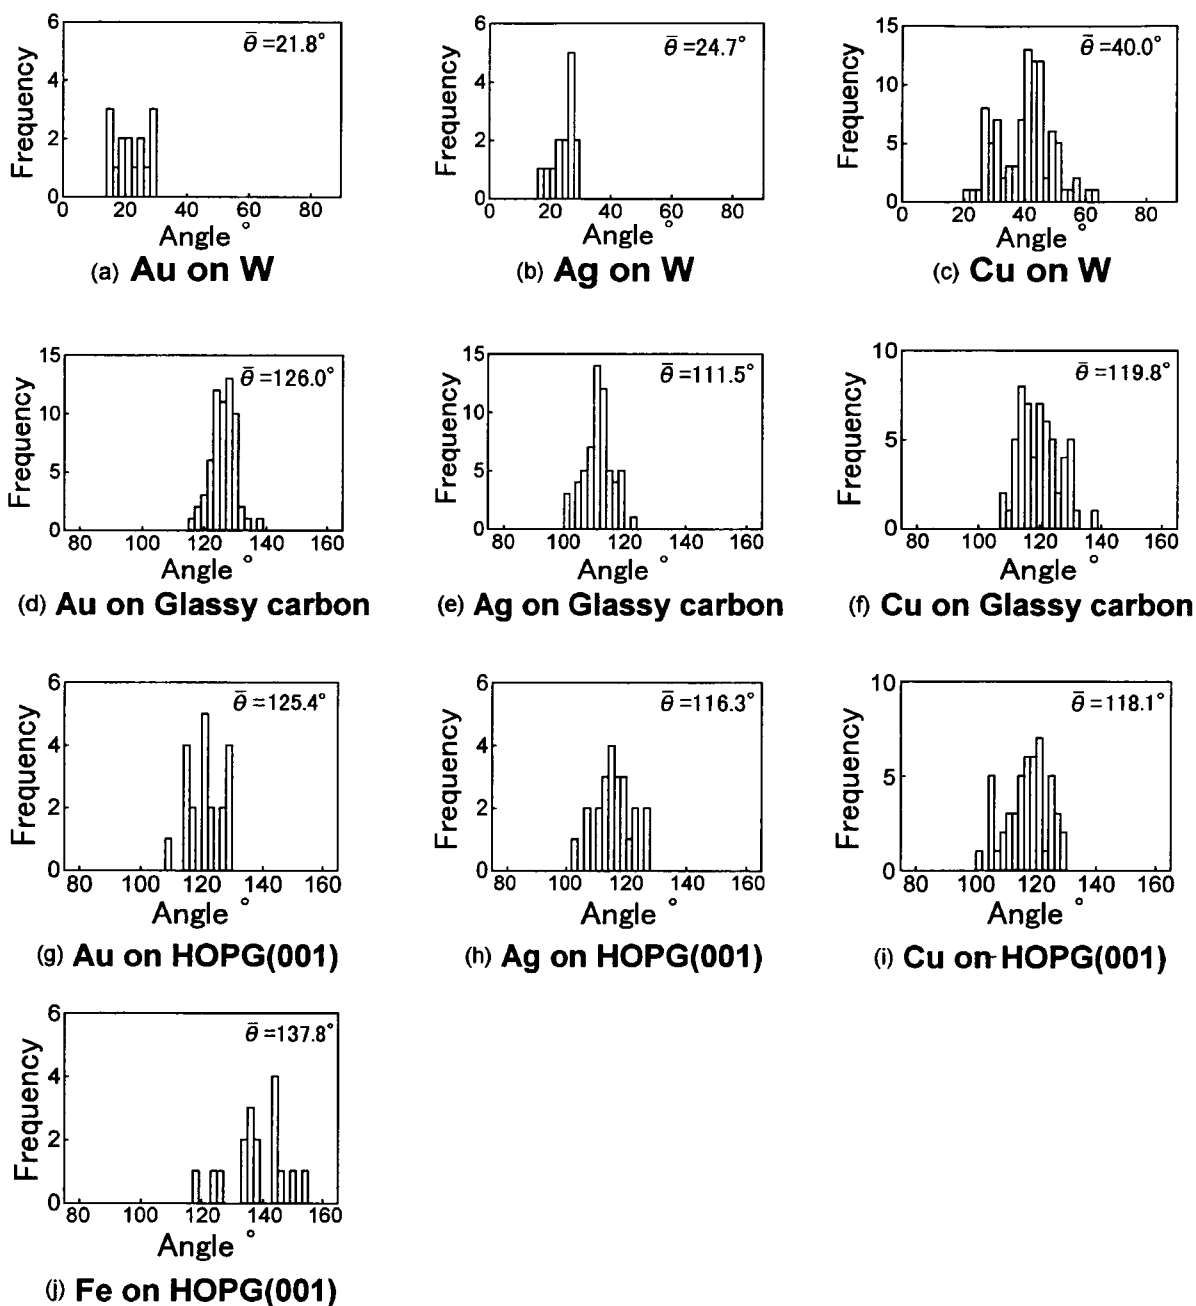 6
4
2
0
Frequency
θ̄ =21.8°
0 20 40 60 80
Angle °
(a) Au on W
6
4
2
0
Frequency
θ̄ =24.7°
0 20 40 60 80
Angle °
(b) Ag on W
15
10
5
0
Frequency
θ̄ =40.0°
0 20 40 60 80
Angle °
(c) Cu on W
15
10
5
0
Frequency
θ̄ =126.0°
80 100 120 140 160
Angle °
(d) Au on Glassy carbon
15
10
5
0
Frequency
θ̄ =111.5°
80 100 120 140 160
Angle °
(e) Ag on Glassy carbon
10
5
0
Frequency
θ̄ =119.8°
80 100 120 140 160
Angle °
(f) Cu on Glassy carbon
6
4
2
0
Frequency
θ̄ =125.4°
80 100 120 140 160
Angle °
(g) Au on HOPG(001)
6
4
2
0
Frequency
θ̄ =116.3°
80 100 120 140 160
Angle °
(h) Ag on HOPG(001)
10
5
0
Frequency
θ̄ =118.1°
80 100 120 140 160
Angle °
(i) Cu on HOPG(001)
6
4
2
0
Frequency
θ̄ =137.8°
80 100 120 140 160
Angle °
(j) Fe on HOPG(001)